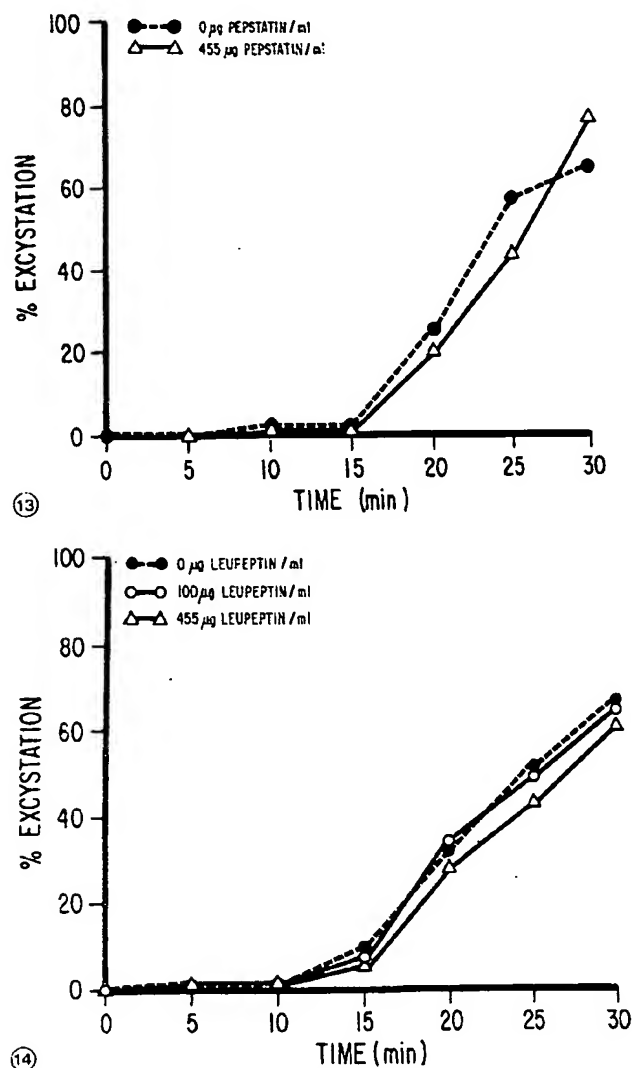 100
0 µg PEPSTATIN/ml
455 µg PEPSTATIN/ml
80
60
40
20
0
% EXCYSTATION
0 5 10 15 20 25 30
TIME (min)
13
100
0 µg LEUFEPTIN/ml
100 µg LEUPEPTIN/ml
455 µg LEUPEPTIN/ml
80
60
40
20
0
% EXCYSTATION
0 5 10 15 20 25 30
TIME (min)
14